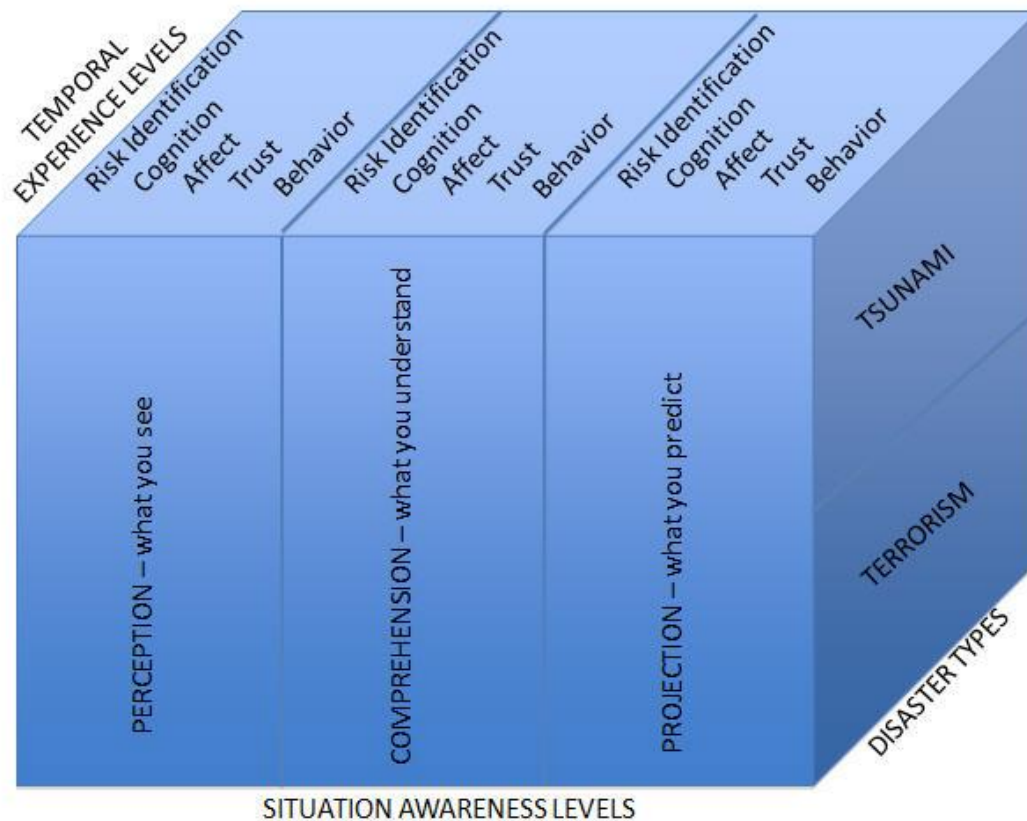 TEMPORAL
EXPERIENCE LEVELS
Risk Identification
Cognition
Affect
Trust
Behavior
Risk Identification
Cognition
Affect
Trust
Behavior
Risk Identification
Cognition
Affect
Trust
Behavior
PERCEPTION – what you see
COMPREHENSION – what you understand
PROJECTION – what you predict
TSUNAMI
TERRORISM
DISASTER TYPES
SITUATION AWARENESS LEVELS